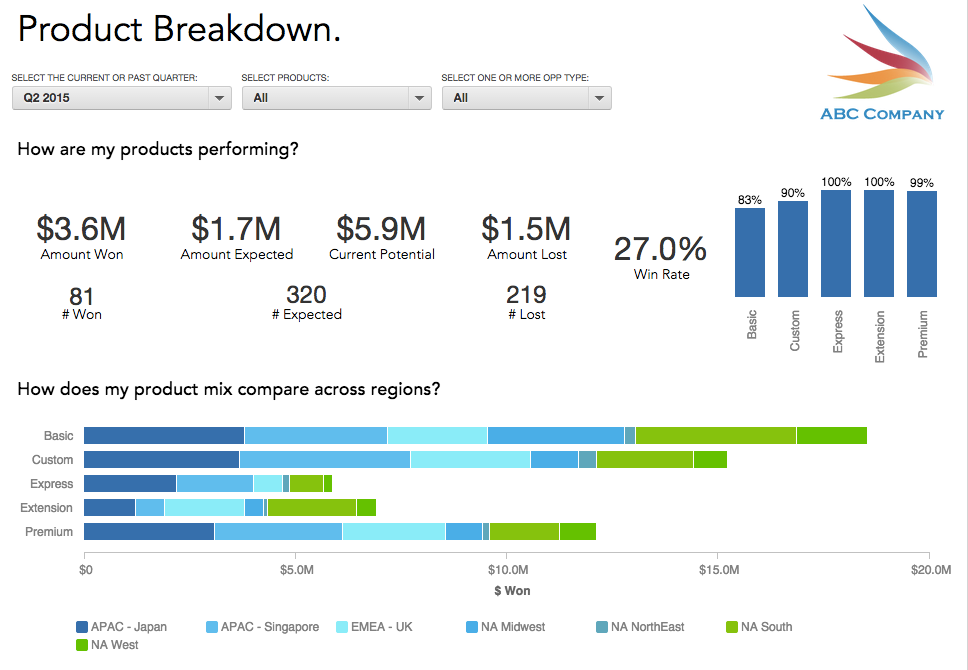 Product Breakdown.
ABC COMPANY
SELECT THE CURRENT OR PAST QUARTER: SELECT PRODUCTS: SELECT ONE OR MORE OPP TYPE:
Q2 2015 All All
How are my products performing?
$3.6M $1.7M $5.9M $1.5M
Amount Won Amount Expected Current Potential Amount Lost
27.0%
Win Rate
81 320 219
# Won # Expected # Lost
83% 90% 100% 100% 99%
Basic Custom Express Extension Premium
How does my product mix compare across regions?
Basic
Custom
Express
Extension
Premium
$0 $5.0M $10.0M $15.0M $20.0M
$ Won
APAC - Japan APAC - Singapore EMEA - UK NA Midwest NA NorthEast NA South
NA West